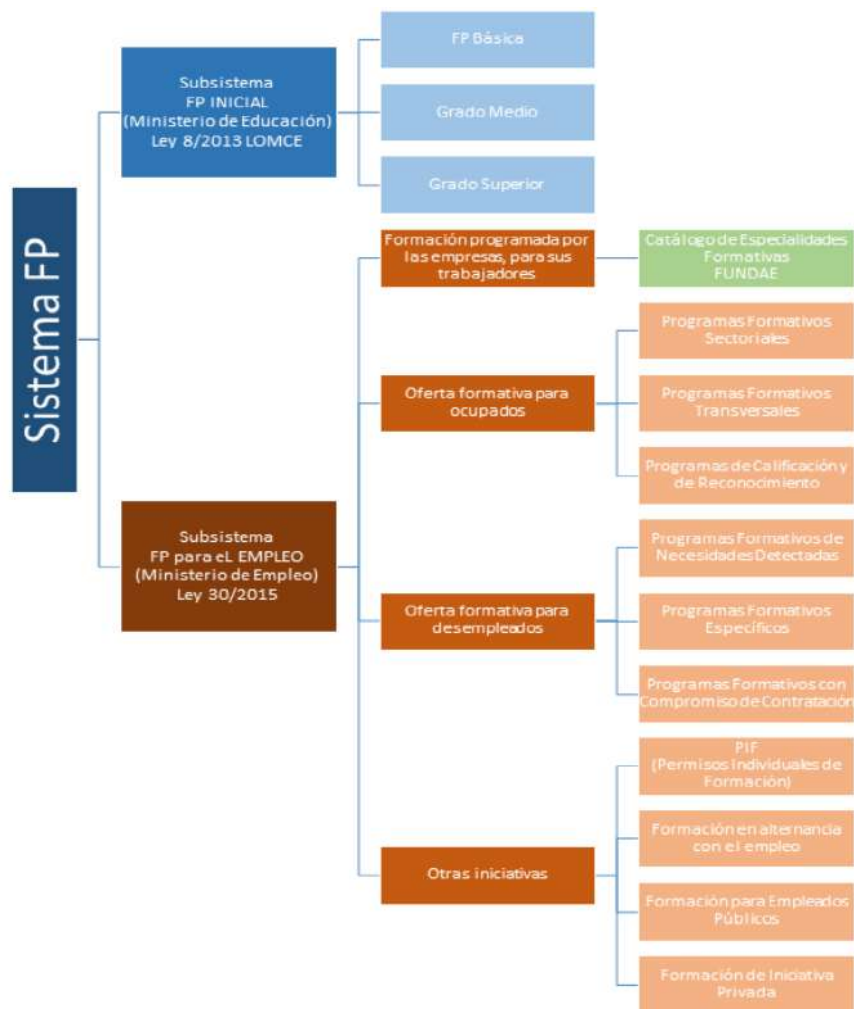 Sistema FP
Subsistema
FP INICIAL
(Ministerio de Educación)
Ley 8/2013 LOMCE
FP Básica
Grado Medio
Grado Superior
Subsistema
FP para eL EMPLEO
(Ministerio de Empleo)
Ley 30/2015
Formación programada por
las empresas, para sus
trabajadores
Catálogo de Especialidades
Formativas
FUNDAE
Oferta formativa para
ocupados
Programas Formativos
Sectoriales
Programas Formativos
Transversales
Programas de Calificación y
de Reconocimiento
Oferta formativa para
desempleados
Programas Formativos de
Necesidades Detectadas
Programas Formativos
Específicos
Programas Formativos con
Compromiso de Contratación
Otras iniciativas
PIF
(Permisos Individuales de
Formación)
Formación en alternancia
con el empleo
Formación para Empleados
Públicos
Formación de Iniciativa
Privada